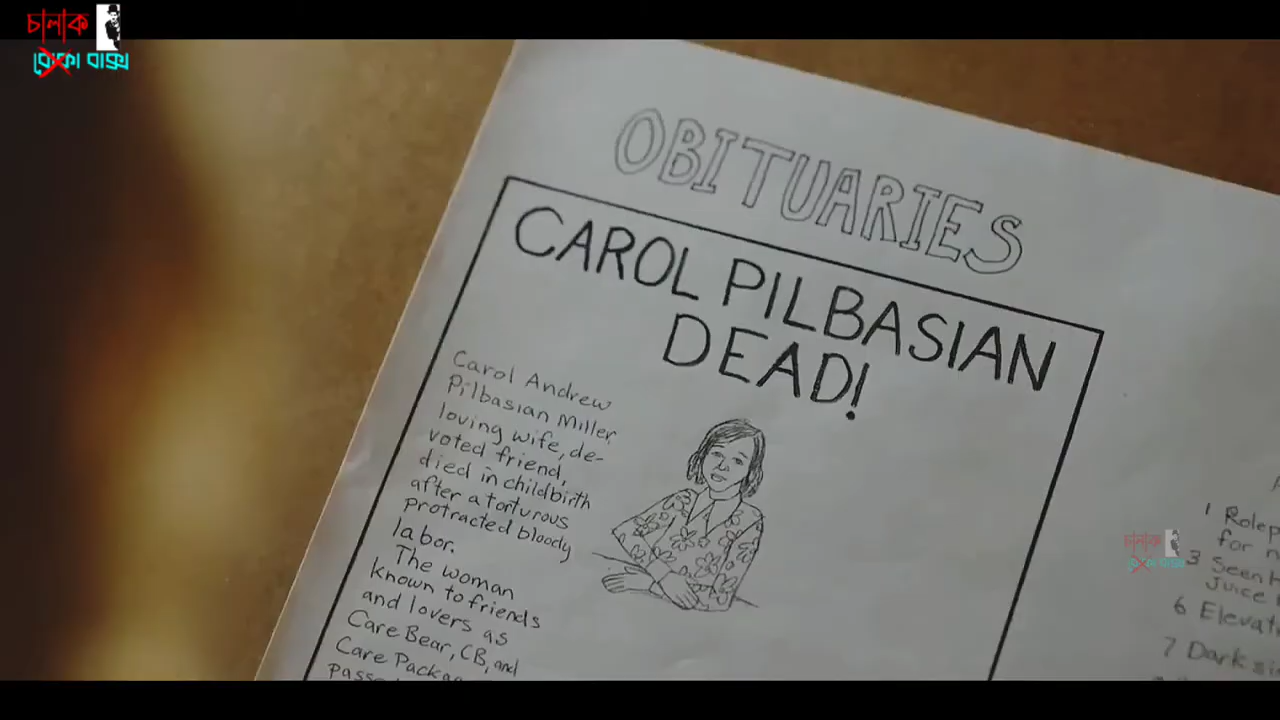 চালাক
বোকা বাক্স
OBITUARIES
CAROL PILBASIAN
DEAD!
Carol Andrew
Pilbasian Miller,
loving wife, de-
voted friend,
died in childbirth
after a torturous
protracted bloody
labor.
The woman
known to friends
and lovers as
Care Bear, CB, and
Care
চালাক
বোকা বাক্স
1
for
3 Seen
Juice
6
7 Dark